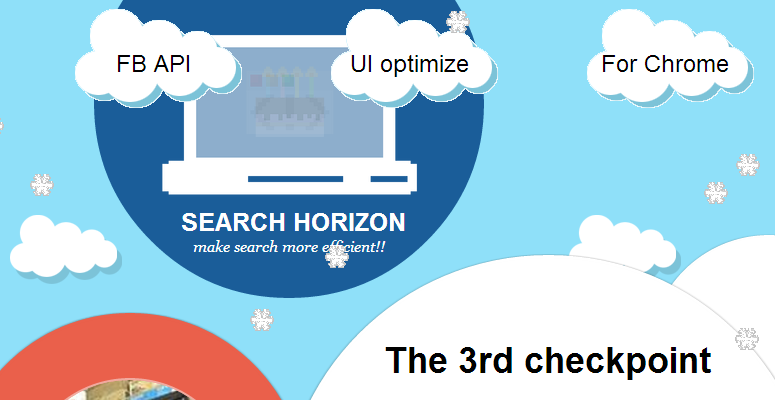 FB API
UI optimize
For Chrome
SEARCH HORIZON
make search more efficient!!
The 3rd checkpoint